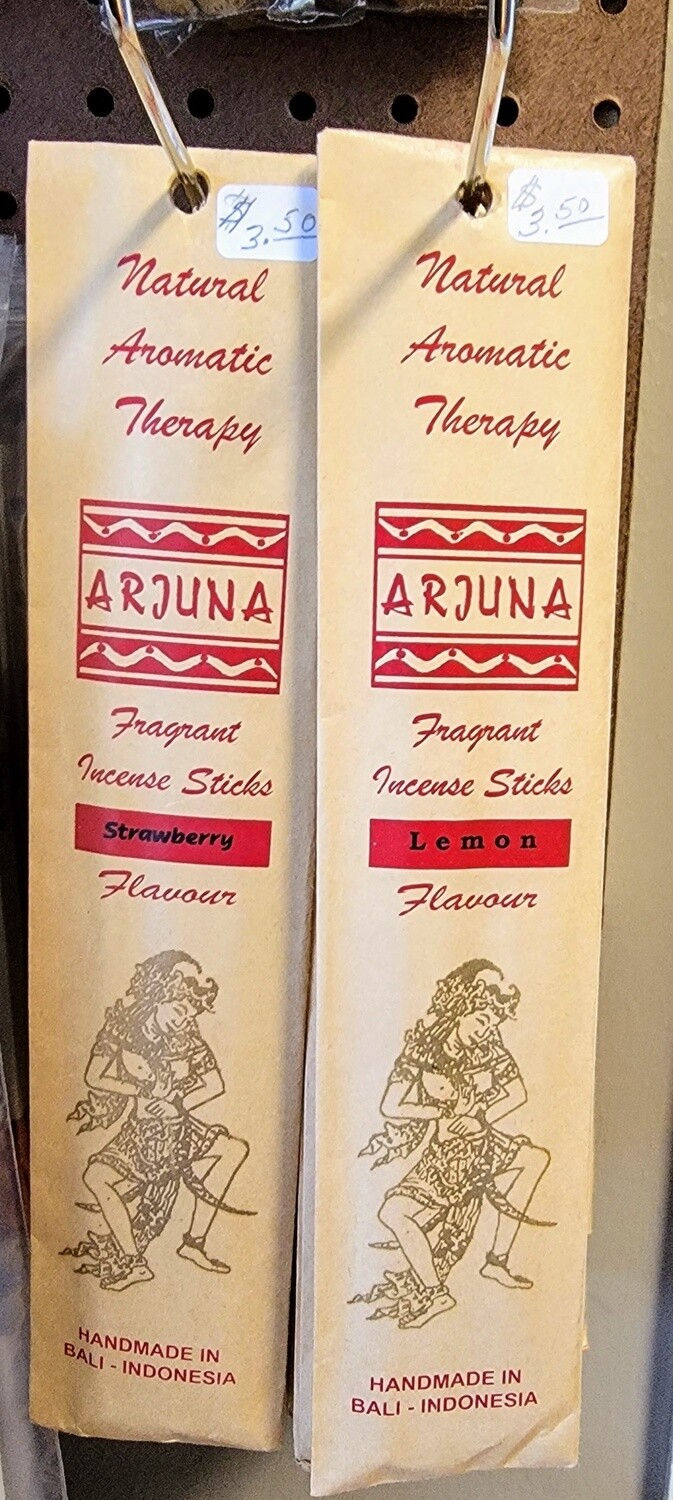 $
3.50
Natural
Aromatic
Therapy
ARJUNA
Fragrant
Incense Sticks
Strawberry
Flavour
HANDMADE IN
BALI - INDONESIA
$
3.50
Natural
Aromatic
Therapy
ARJUNA
Fragrant
Incense Sticks
Lemon
Flavour
HANDMADE IN
BALI - INDONESIA